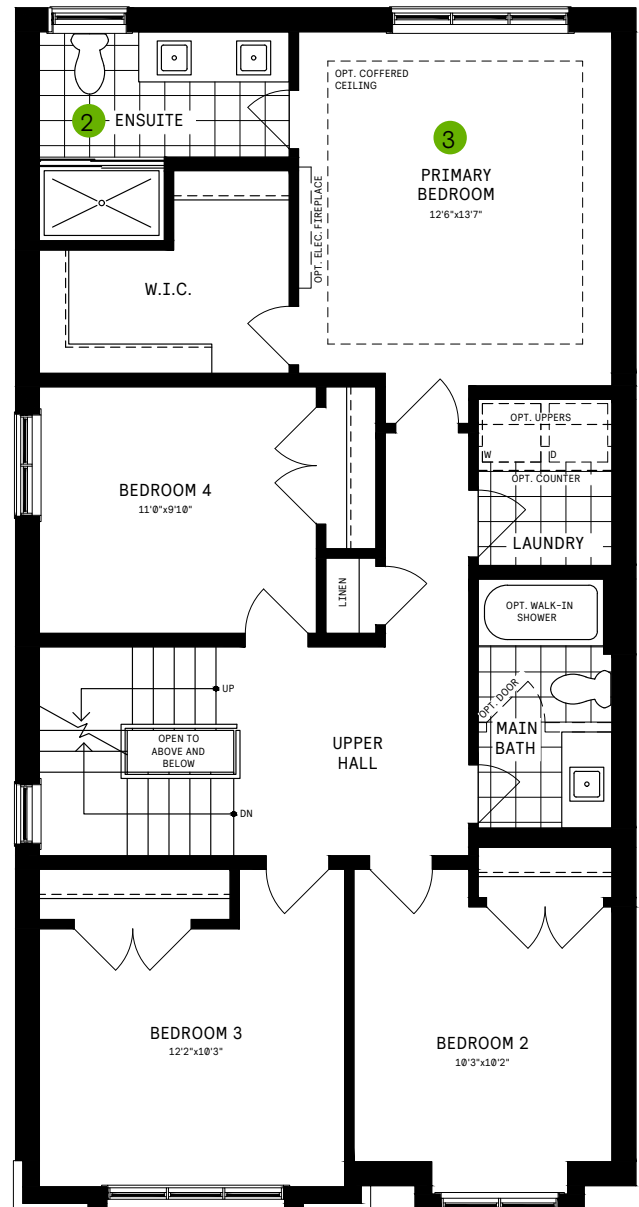 OPT. COFFERED
CEILING
2
ENSUITE
3
PRIMARY
BEDROOM
12'6"x13'7"
OPT. ELEC. FIREPLACE
W.I.C.
OPT. UPPERS
W
D
OPT. COUNTER
LAUNDRY
BEDROOM 4
11'0"x9'10"
LINEN
OPT. WALK-IN
SHOWER
UP
OPT. DOOR
OPEN TO
ABOVE AND
BELOW
UPPER
HALL
MAIN
BATH
DN
BEDROOM 3
12'2"x10'3"
BEDROOM 2
10'3"x10'2"